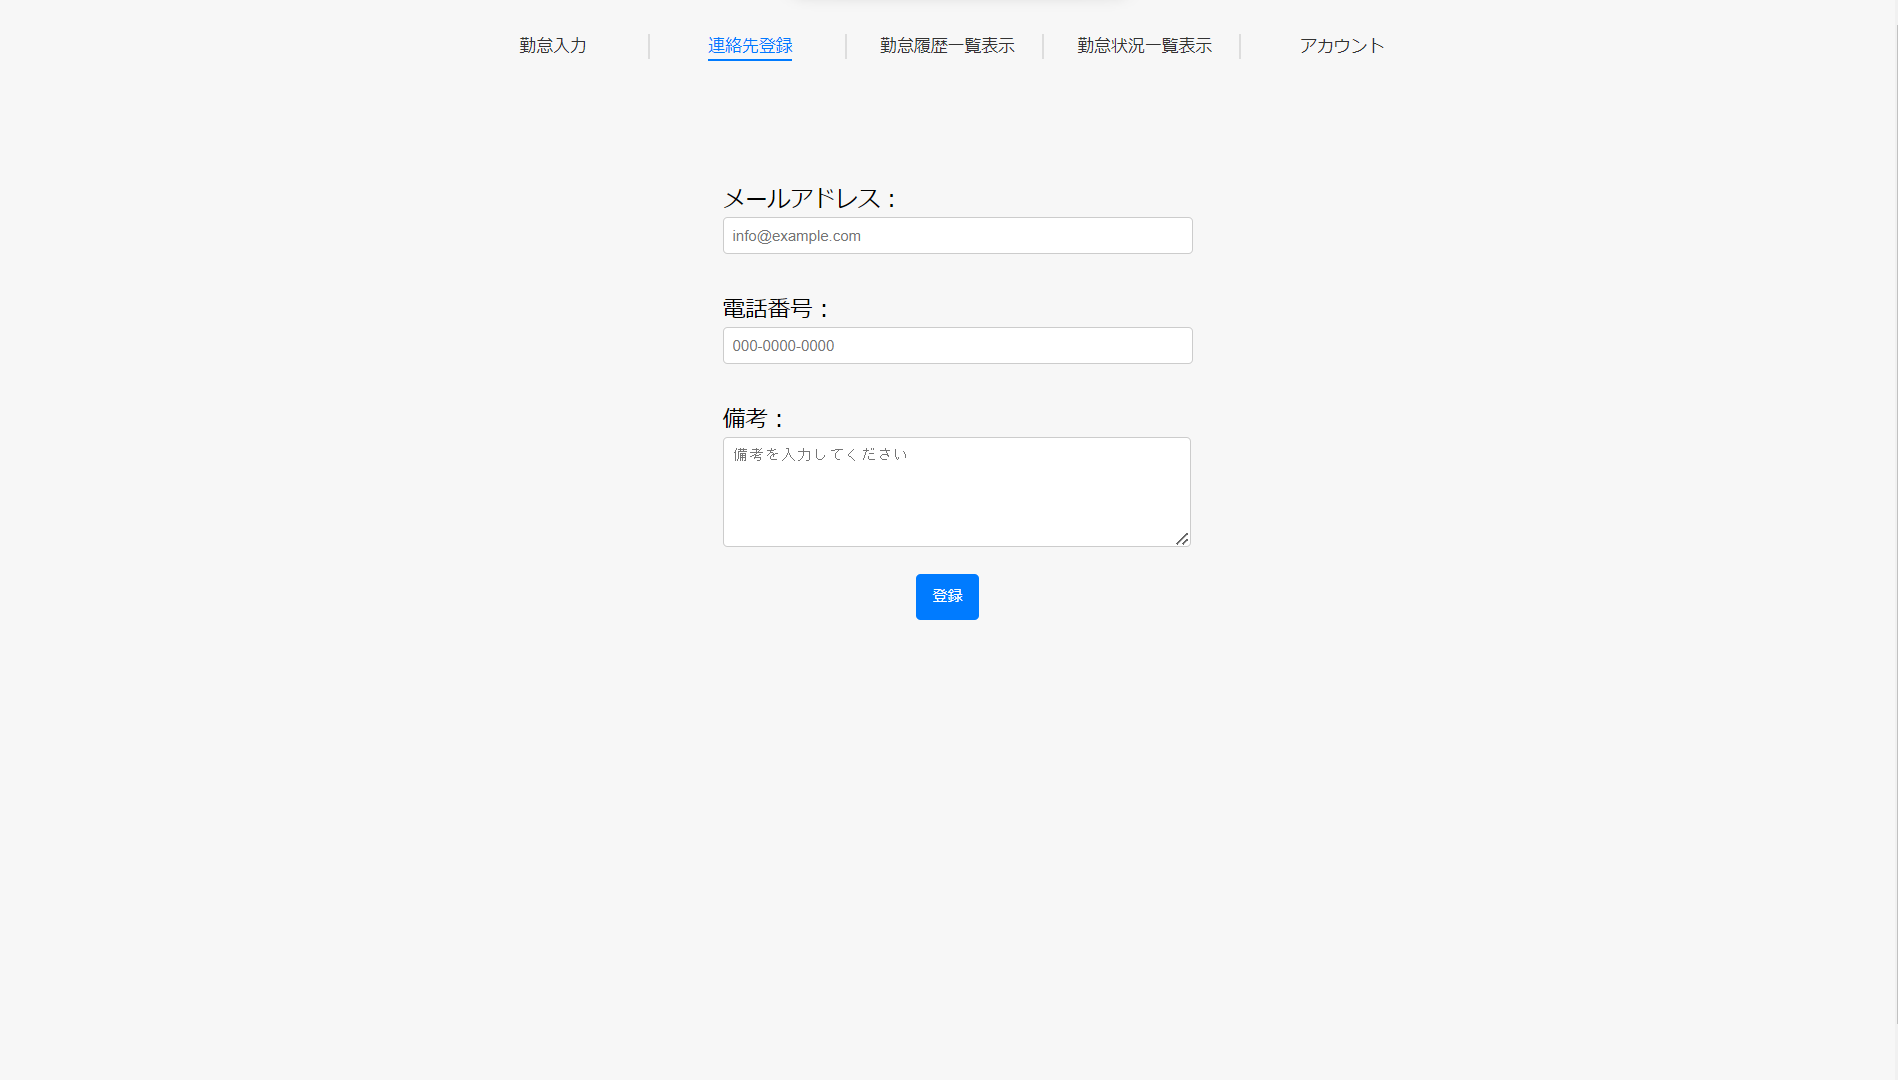 勤怠入力
連絡先登録
勤怠履歴一覧表示
勤怠状況一覧表示
アカウント
メールアドレス：
info@example.com
電話番号：
000-0000-0000
備考：
備考を入力してください
登録